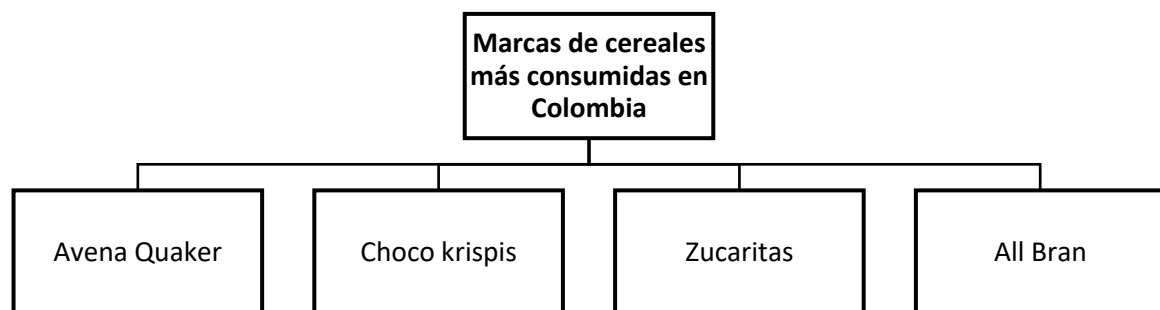 Marcas de cereales
más consumidas en
Colombia
Avena Quaker
Choco krispis
Zucaritas
All Bran